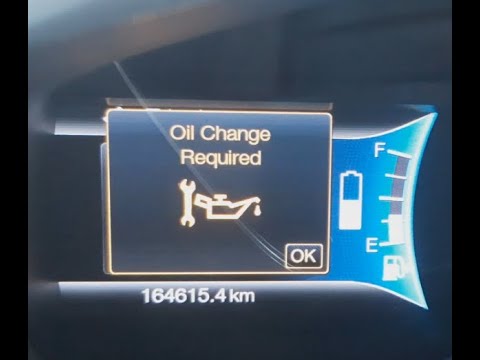 Oil Change
Required
OK
F
E
164615.4 km